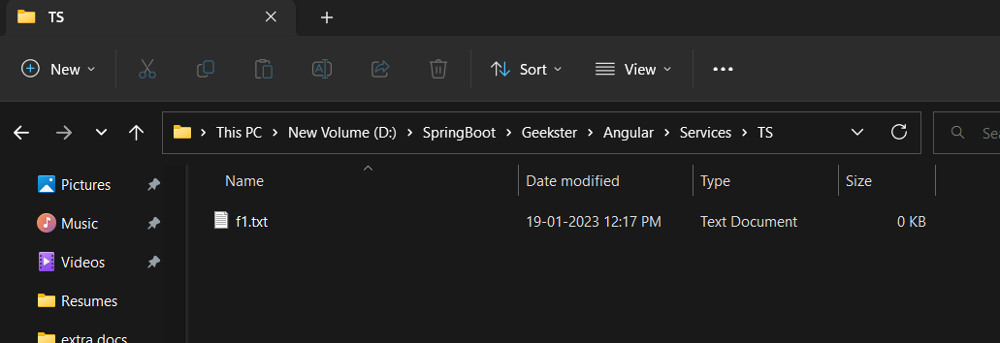 TS
New
Sort
View
This PC > New Volume (D:) > SpringBoot > Geekster > Angular > Services > TS
Pictures
Music
Videos
Resumes
extra docs
Name
Date modified
Type
Size
f1.txt
19-01-2023 12:17 PM
Text Document
0 KB